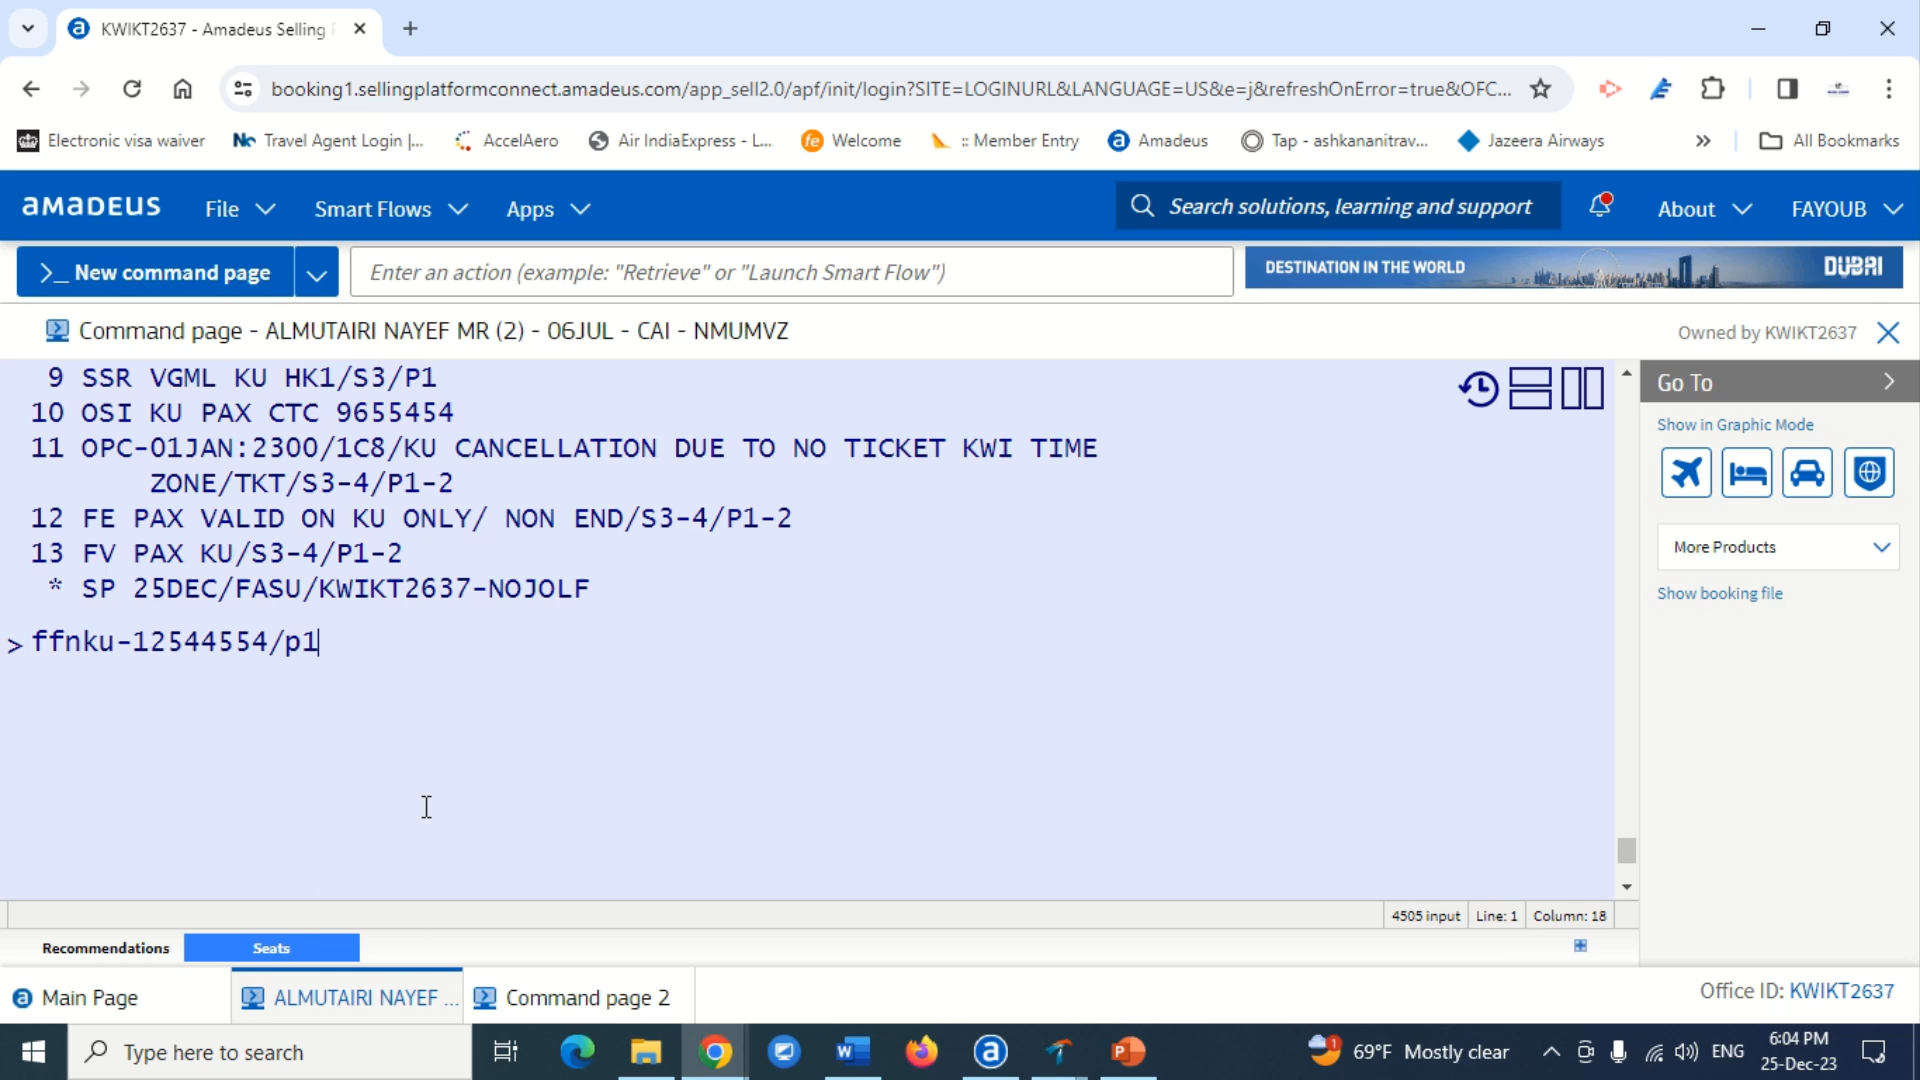 KWIKT2637 - Amadeus Selling
booking1.sellingplatformconnect.amadeus.com/app_sell2.0/apf/init/login?SITE=LOGINURL&LANGUAGE=US&e=j&refreshOnError=true&OFC...
Electronic visa waiver Travel Agent Login |... AccelAero Air IndiaExpress - L... Welcome :: Member Entry Amadeus Tap - ashkananitrav... Jazeera Airways » All Bookmarks
amadeus File Smart Flows Apps Search solutions, learning and support About FAYOUB
>_ New command page Enter an action (example: "Retrieve" or "Launch Smart Flow") DESTINATION IN THE WORLD DUBAI
Command page - ALMUTAIRI NAYEF MR (2) - 06JUL - CAI - NMUMVZ Owned by KWIKT2637
9 SSR VGML KU HK1/S3/P1
10 OSI KU PAX CTC 9655454
11 OPC-01JAN:2300/1C8/KU CANCELLATION DUE TO NO TICKET KWI TIME
ZONE/TKT/S3-4/P1-2
12 FE PAX VALID ON KU ONLY/ NON END/S3-4/P1-2
13 FV PAX KU/S3-4/P1-2
* SP 25DEC/FASU/KWIKT2637-NOJOLF
> ffnku-12544554/p1
Go To
Show in Graphic Mode
More Products
Show booking file
4505 input Line: 1 Column: 18
Recommendations Seats
Main Page ALMUTAIRI NAYEF ... Command page 2 Office ID: KWIKT2637
Type here to search 69°F Mostly clear ENG 6:04 PM
25-Dec-23